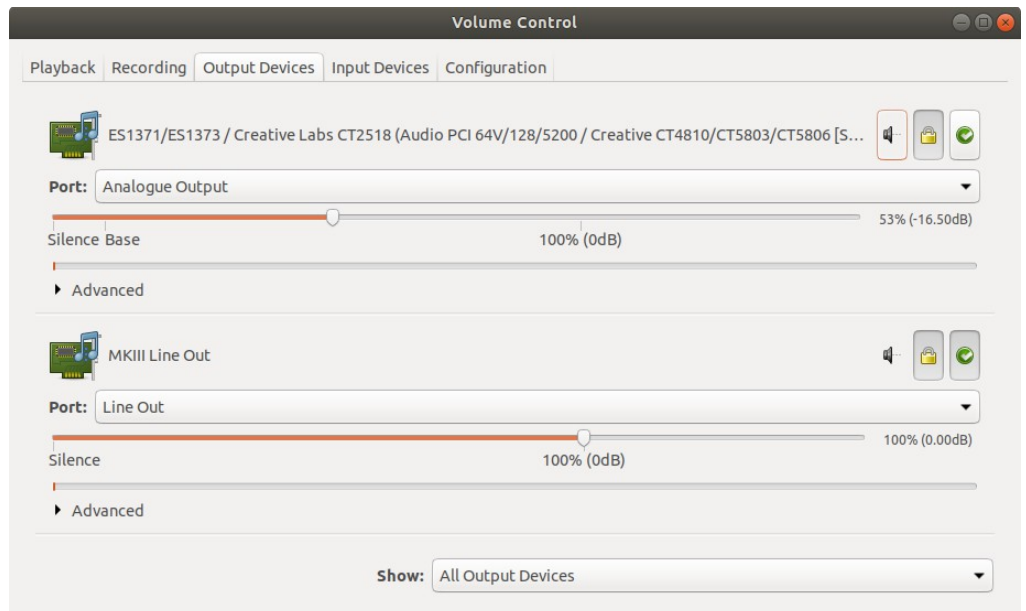 Volume Control
Playback Recording Output Devices Input Devices Configuration
ES1371/ES1373 / Creative Labs CT2518 (Audio PCI 64V/128/5200 / Creative CT4810/CT5803/CT5806 [S...
Port: Analogue Output
53% (-16.50dB)
Silence Base 100% (0dB)
Advanced
MKIII Line Out
Port: Line Out
100% (0.00dB)
Silence 100% (0dB)
Advanced
Show: All Output Devices